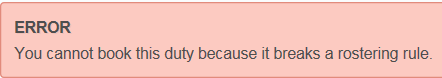 ERROR
You cannot book this duty because it breaks a rostering rule.